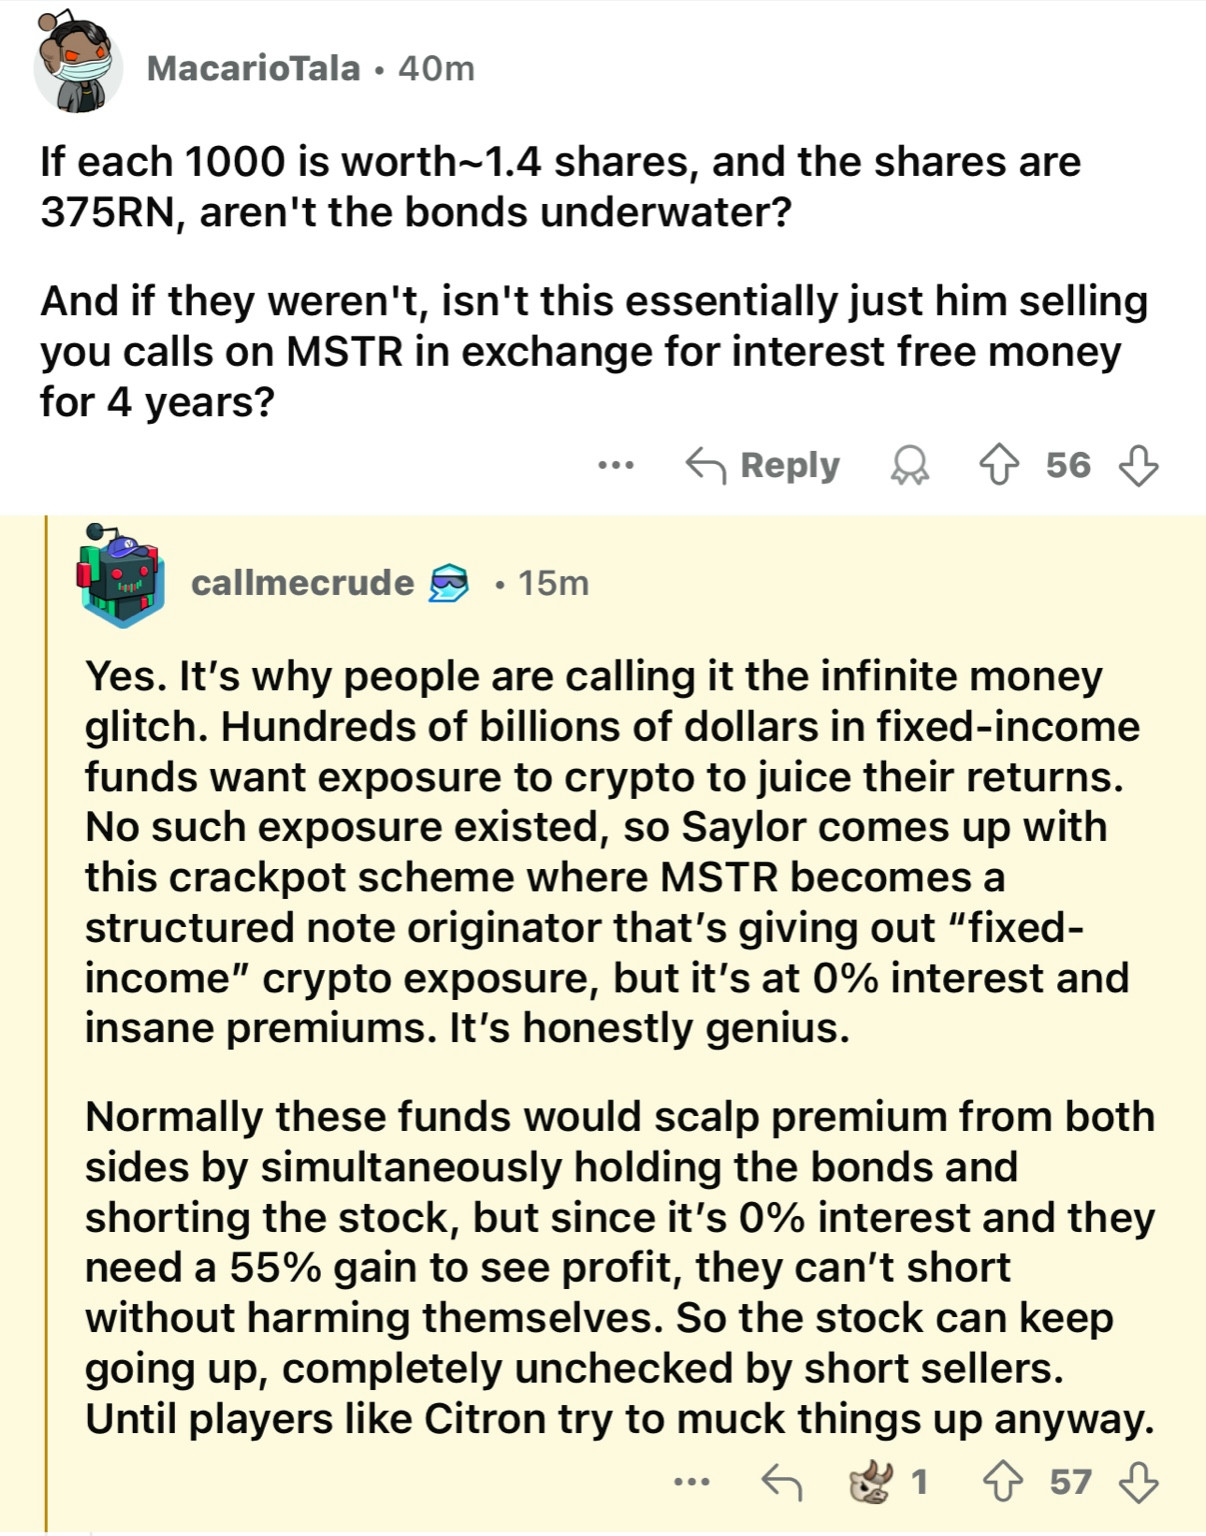 MacarioTala • 40m
If each 1000 is worth~1.4 shares, and the shares are
375RN, aren't the bonds underwater?
And if they weren't, isn't this essentially just him selling
you calls on MSTR in exchange for interest free money
for 4 years?
... Reply 56
callmecrude • 15m
Yes. It’s why people are calling it the infinite money
glitch. Hundreds of billions of dollars in fixed-income
funds want exposure to crypto to juice their returns.
No such exposure existed, so Saylor comes up with
this crackpot scheme where MSTR becomes a
structured note originator that’s giving out “fixed-
income” crypto exposure, but it’s at 0% interest and
insane premiums. It’s honestly genius.
Normally these funds would scalp premium from both
sides by simultaneously holding the bonds and
shorting the stock, but since it’s 0% interest and they
need a 55% gain to see profit, they can’t short
without harming themselves. So the stock can keep
going up, completely unchecked by short sellers.
Until players like Citron try to muck things up anyway.
... 1 57